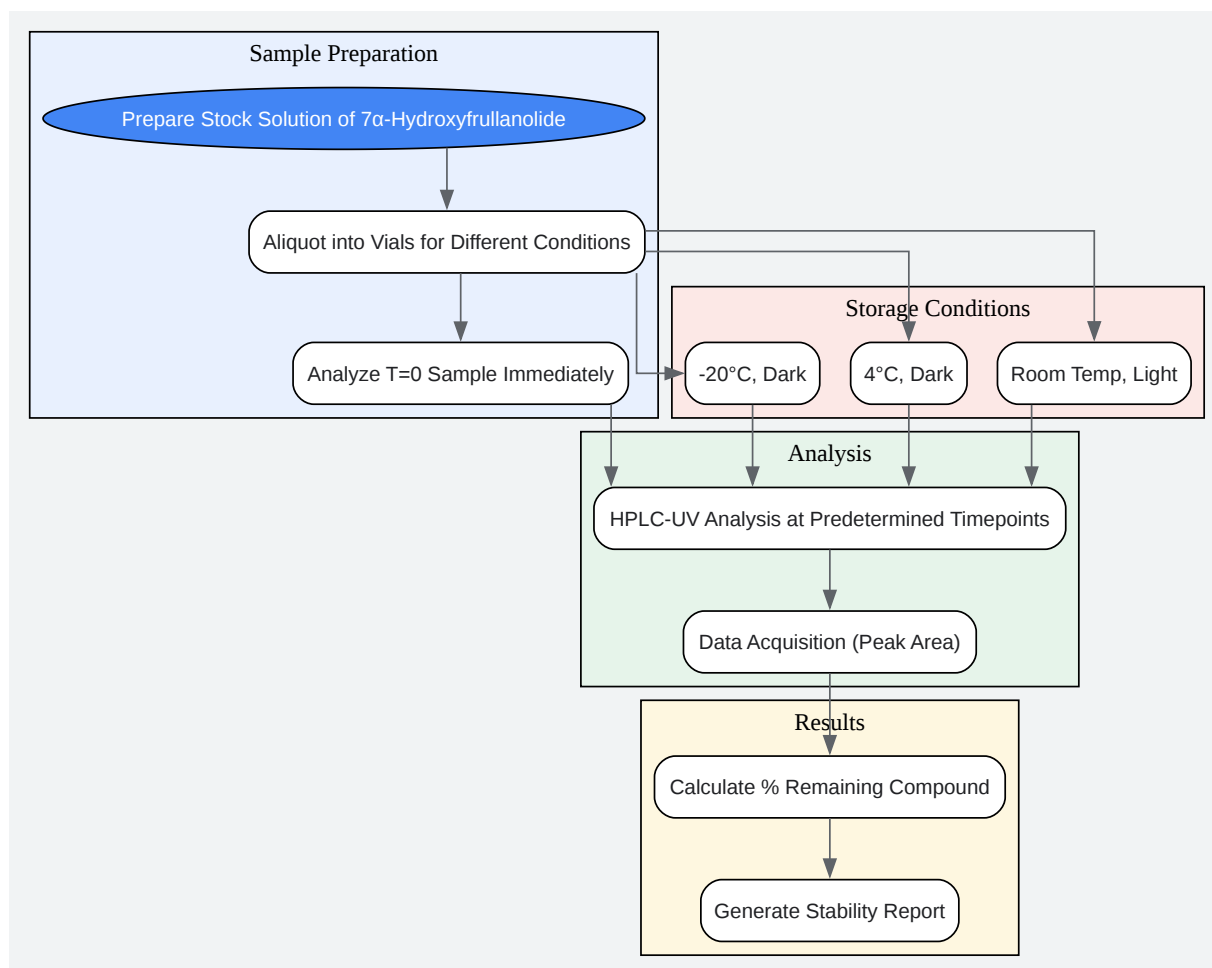 Sample Preparation
Prepare Stock Solution of 7α-Hydroxyfrullanolide
Aliquot into Vials for Different Conditions
Analyze T=0 Sample Immediately
Storage Conditions
-20°C, Dark
4°C, Dark
Room Temp, Light
Analysis
HPLC-UV Analysis at Predetermined Timepoints
Data Acquisition (Peak Area)
Results
Calculate % Remaining Compound
Generate Stability Report